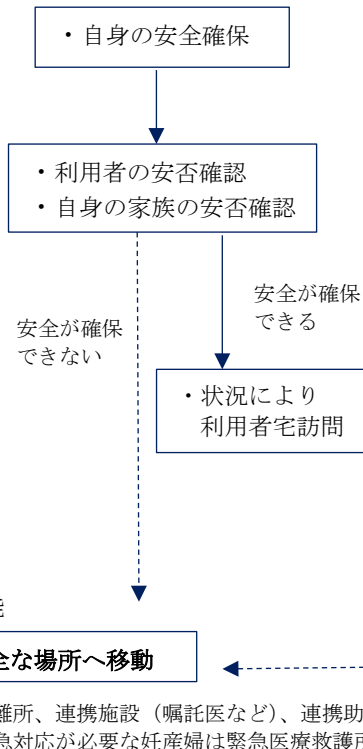 ・自身の安全確保
・利用者の安否確認
・自身の家族の安否確認
安全が確保
できる
安全が確保
できない
・状況により
利用者宅訪問
全な場所へ移動
難所、連携施設（嘱託医など）、連携助
急対応が必要な妊産婦は緊急医療救護所